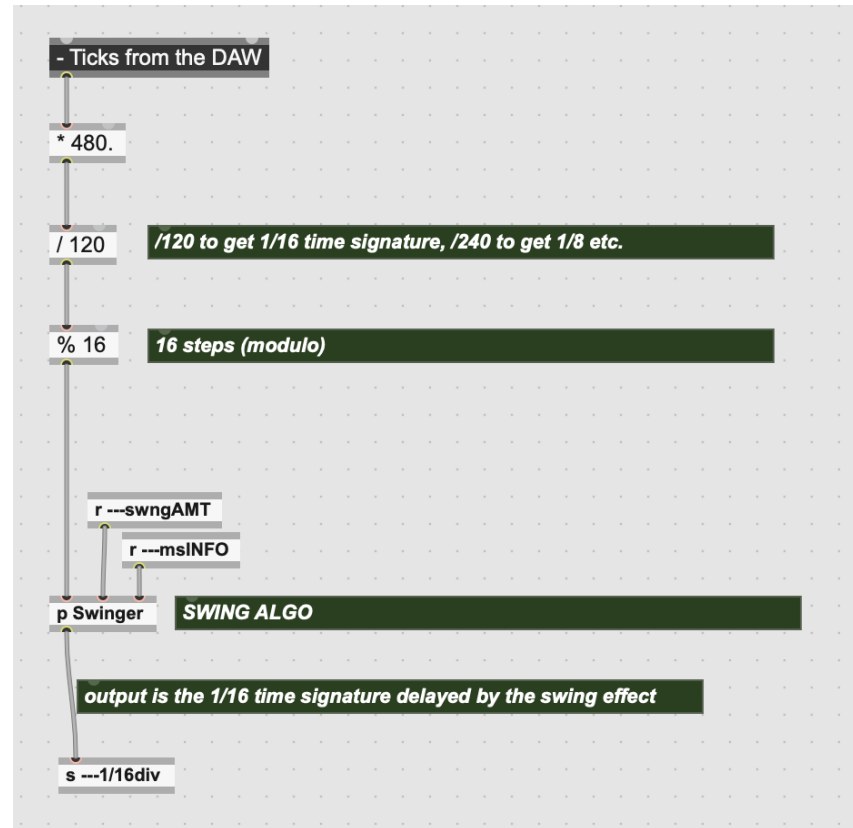 - Ticks from the DAW
* 480.
/ 120
/120 to get 1/16 time signature, /240 to get 1/8 etc.
% 16
16 steps (modulo)
r ---swngAMT
r ---msINFO
p Swinger
SWING ALGO
output is the 1/16 time signature delayed by the swing effect
s ---1/16div